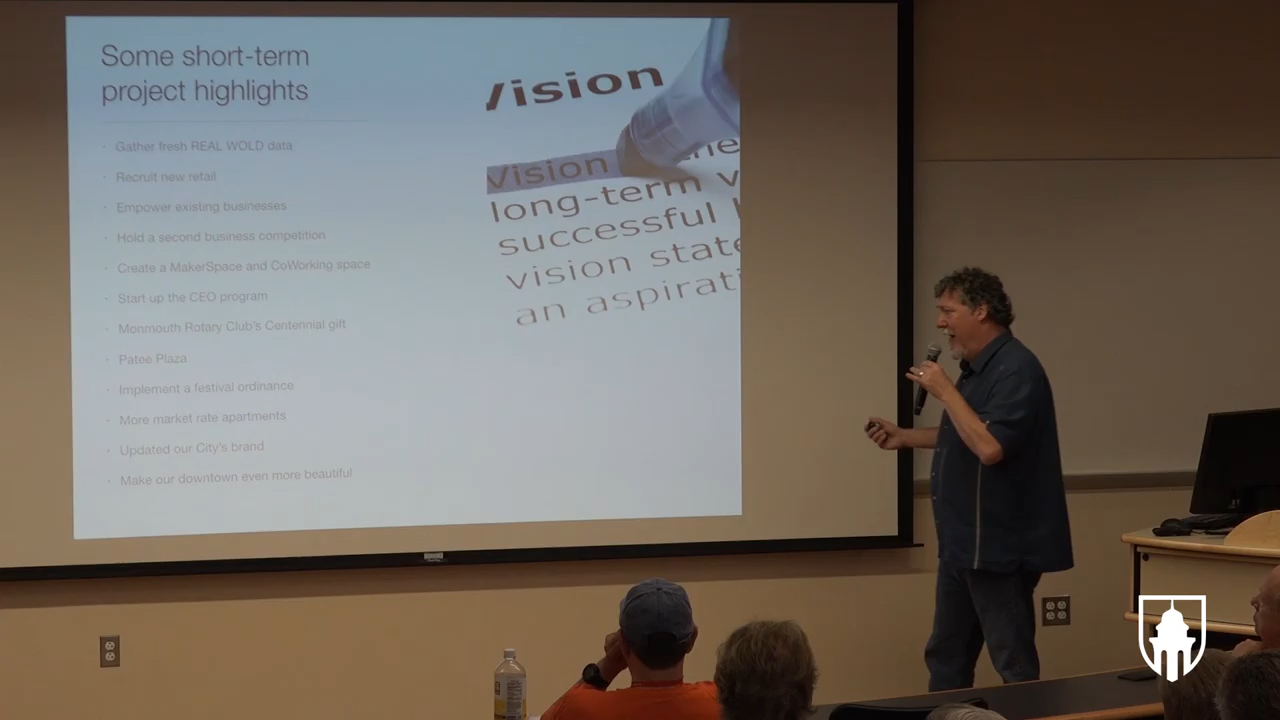 Some short-term
project highlights
· Gather fresh REAL WOLD data
· Recruit new retail
· Empower existing businesses
· Hold a second business competition
· Create a MakerSpace and CoWorking space
· Start up the CEO program
· Monmouth Rotary Club's Centennial gift
· Patee Plaza
· Implement a festival ordinance
· More market rate apartments
· Updated our City's brand
· Make our downtown even more beautiful
Vision
Vision
long-term v
successful
vision state
an aspirati